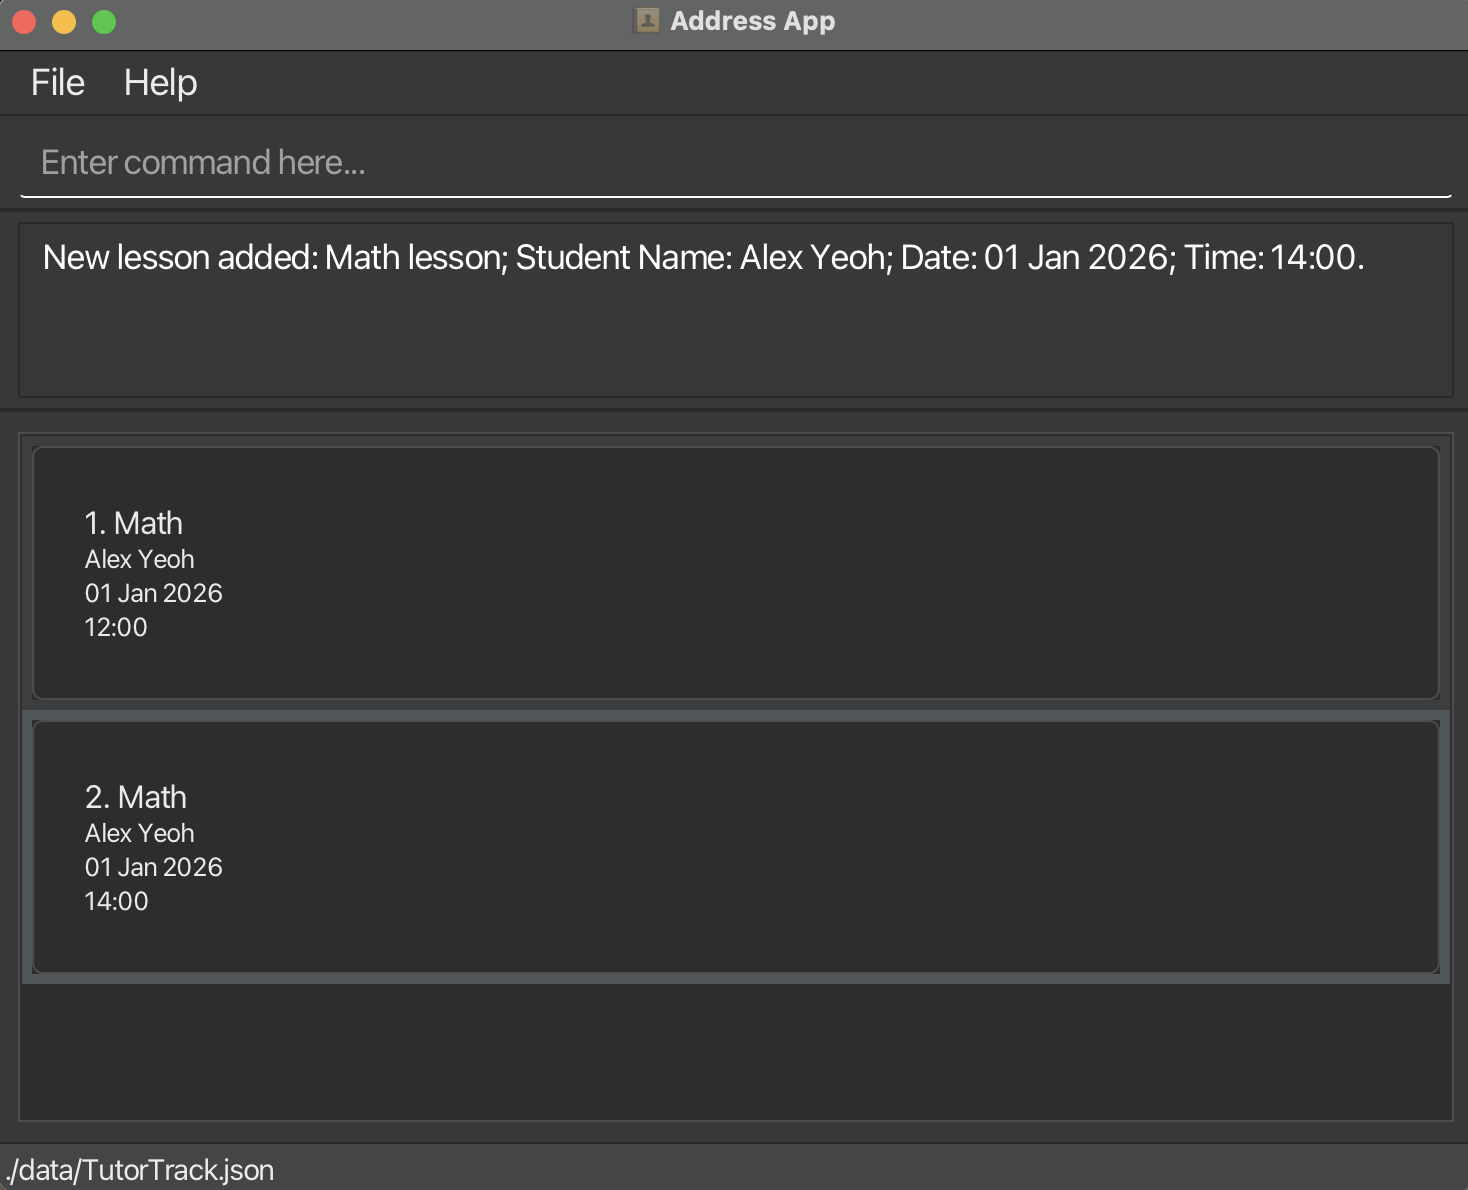 Address App
File Help
Enter command here...
New lesson added: Math lesson; Student Name: Alex Yeoh; Date: 01 Jan 2026; Time: 14:00.
1. Math
Alex Yeoh
01 Jan 2026
12:00
2. Math
Alex Yeoh
01 Jan 2026
14:00
./data/TutorTrack.json